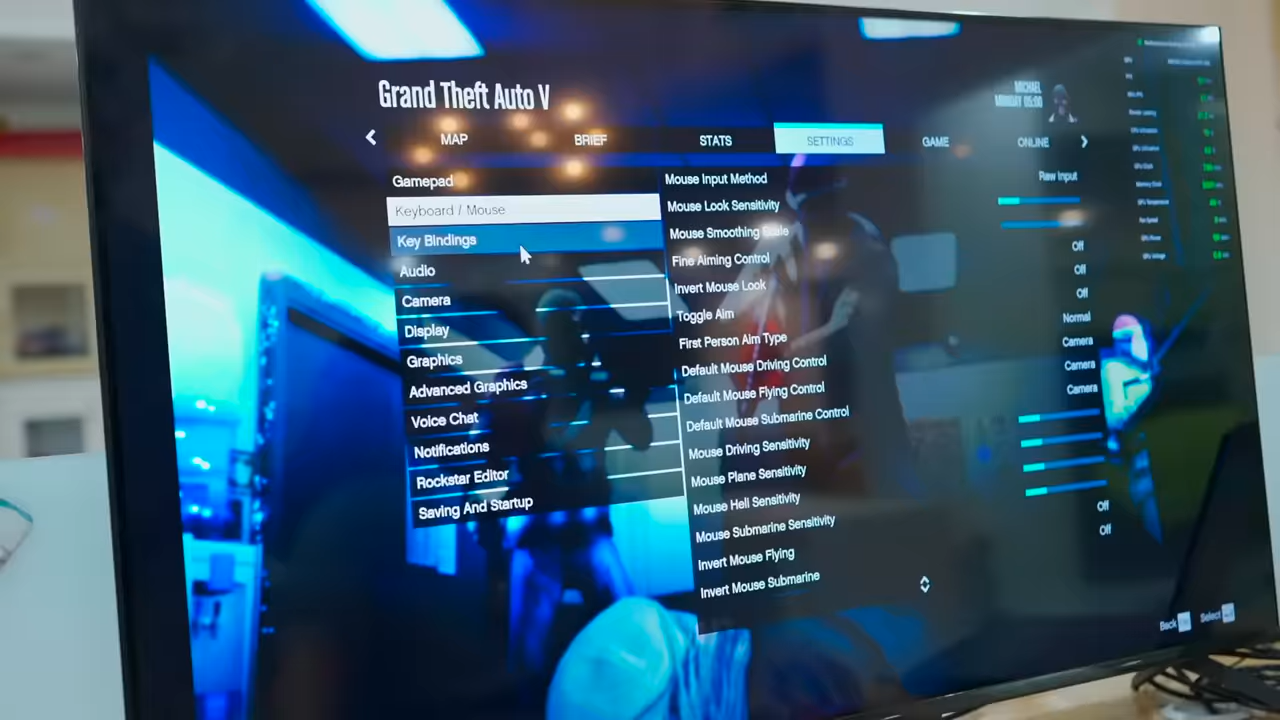 Grand Theft Auto V
MICHAEL
MONDAY 05:00
MAP BRIEF STATS SETTINGS GAME ONLINE
Gamepad
Keyboard / Mouse
Key Bindings
Audio
Camera
Display
Graphics
Advanced Graphics
Voice Chat
Notifications
Rockstar Editor
Saving And Startup
Mouse Input Method Raw Input
Mouse Look Sensitivity
Mouse Smoothing Scale
Fine Aiming Control Off
Invert Mouse Look Off
Toggle Aim Off
First Person Aim Type Normal
Default Mouse Driving Control Camera
Default Mouse Flying Control Camera
Default Mouse Submarine Control Camera
Mouse Driving Sensitivity
Mouse Plane Sensitivity
Mouse Heli Sensitivity
Mouse Submarine Sensitivity
Invert Mouse Flying Off
Invert Mouse Submarine Off
Back Select